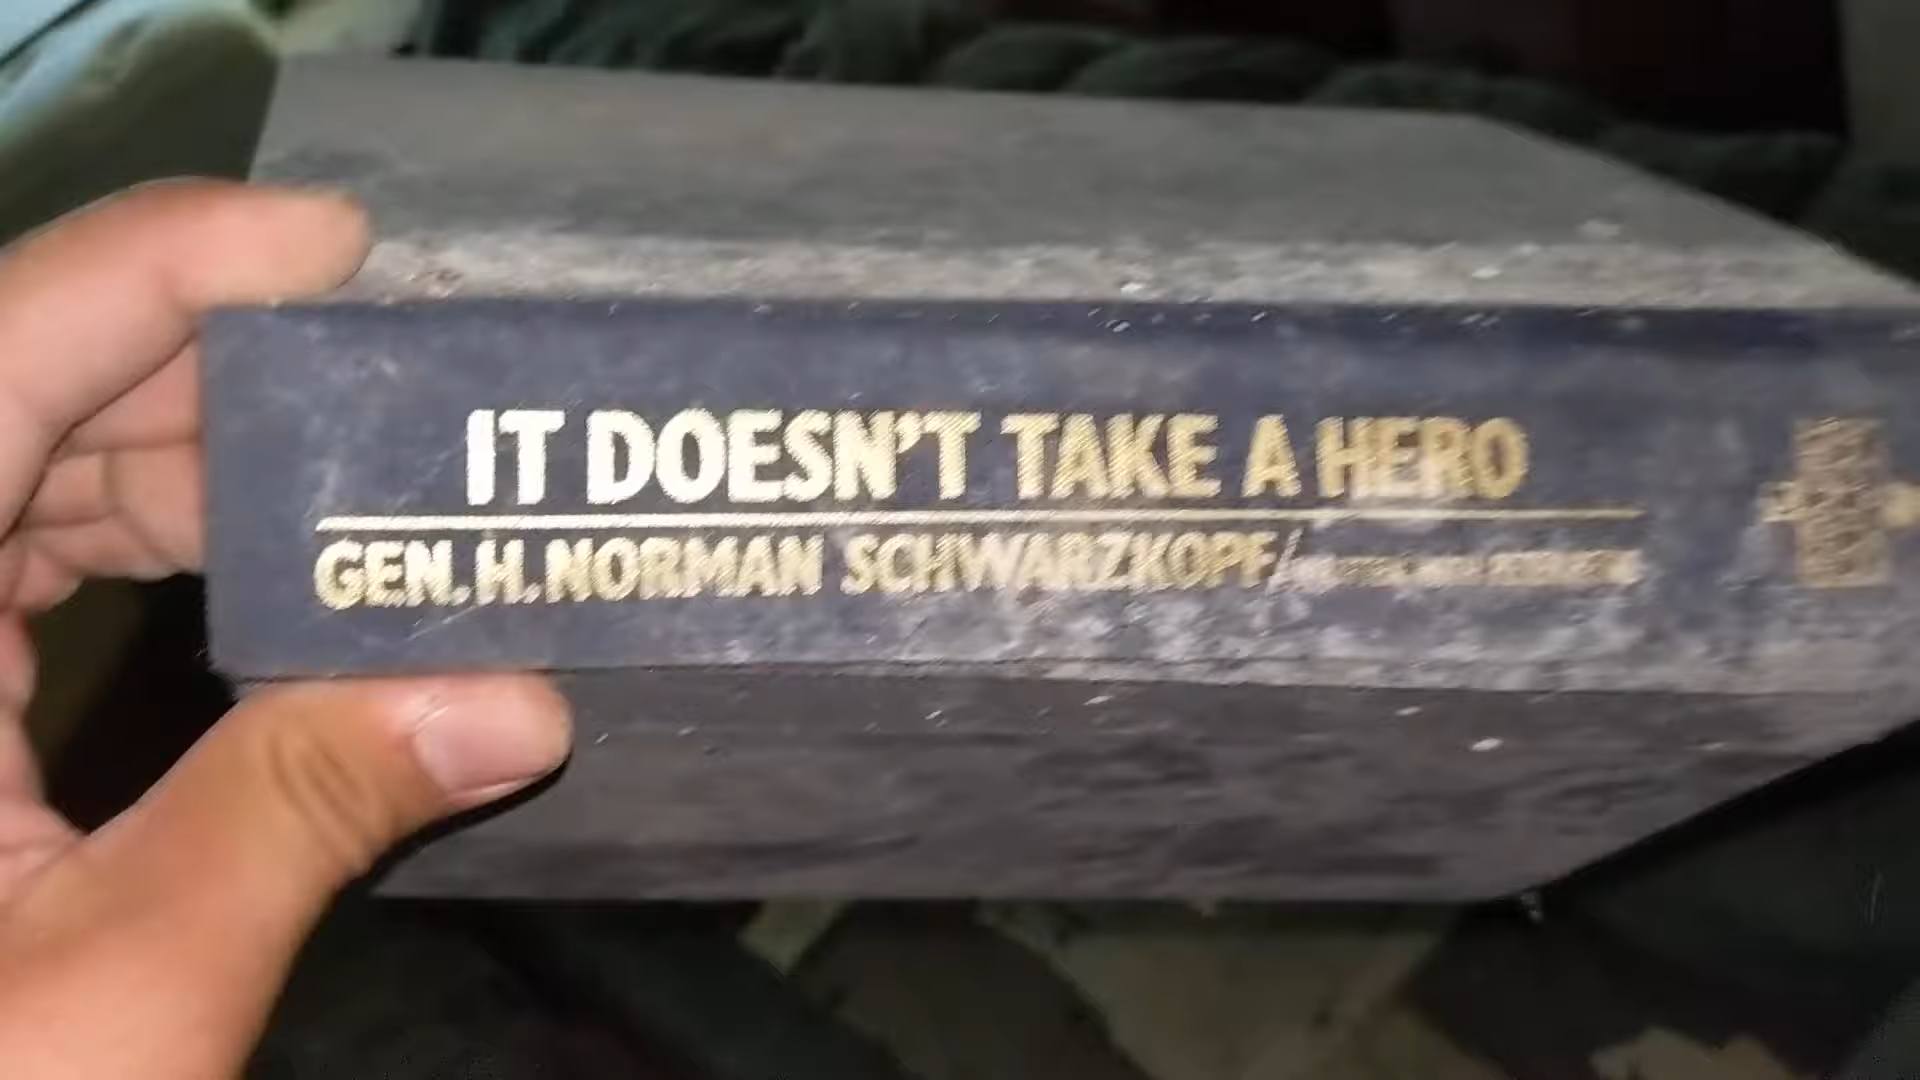 IT DOESN'T TAKE A HERO
GEN. H. NORMAN SCHWARZKOPF/